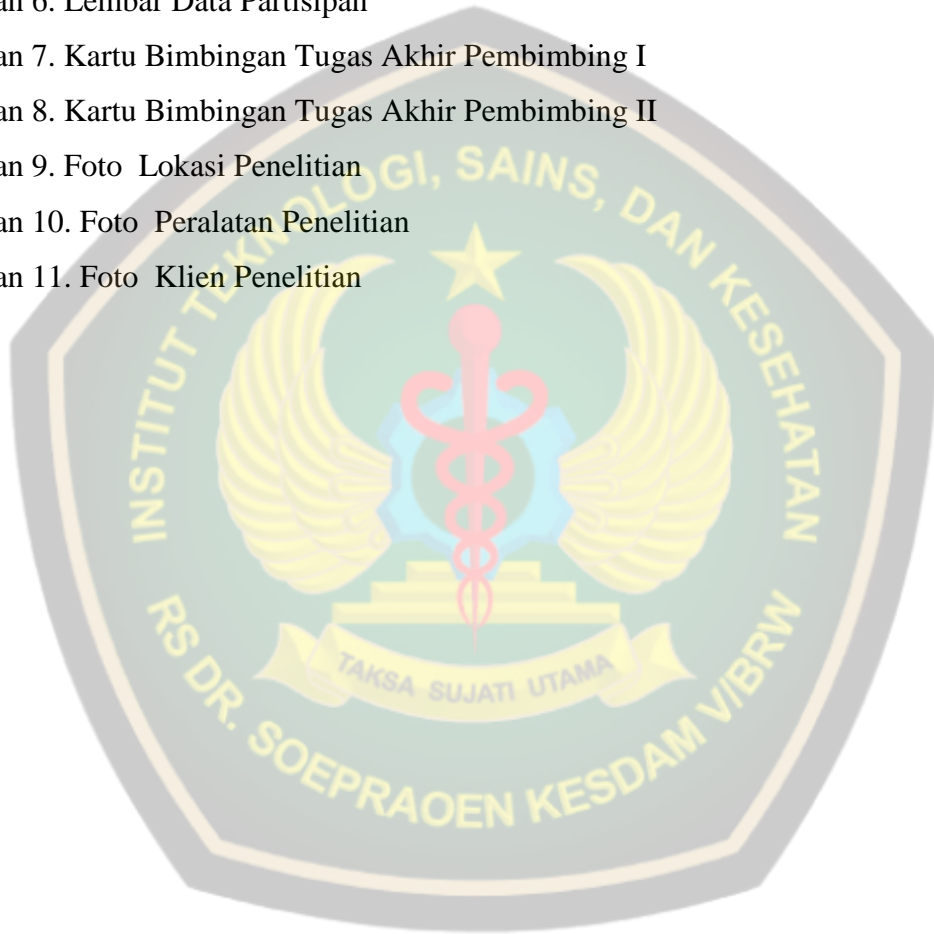 an 6. Lembar Data Partisipan
an 7. Kartu Bimbingan Tugas Akhir Pembimbing I
an 8. Kartu Bimbingan Tugas Akhir Pembimbing II
an 9. Foto  Lokasi Penelitian
an 10. Foto  Peralatan Penelitian
an 11. Foto  Klien Penelitian
INSTITUT TEKNOLOGI, SAINS, DAN KESEHATAN
TAKSA SUJATI UTAMA
RS DR. SOEPRAOEN KESDAM V/BRW